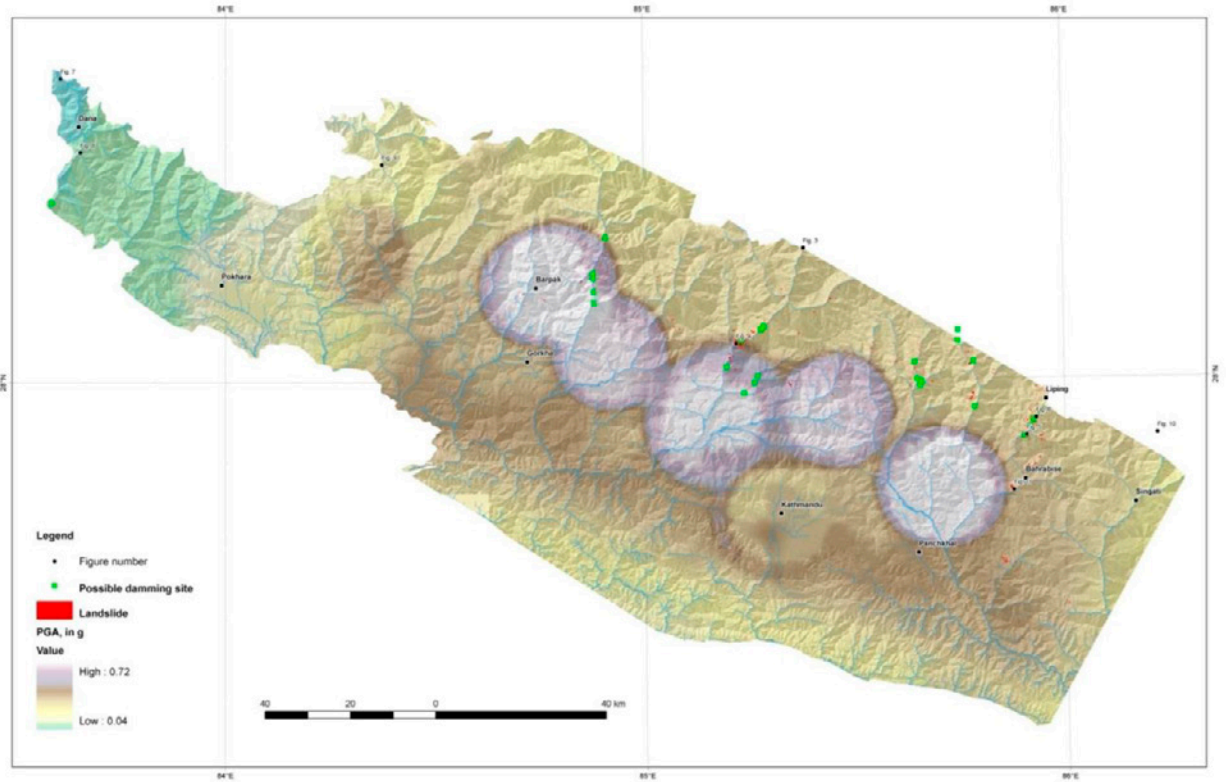 84°E 85°E 86°E
Fig. 7
Dana
Fig. 5
Pokhara
Barpak
Gorkha
Liping
Fig. 10
Bahrabise
Singati
Kathmandu
Panchkhal
28°N 28°N
Legend
Figure number
Possible damming site
Landslide
PGA, in g
Value
High : 0.72
Low : 0.04
40 20 0 40 km
84°E 85°E 86°E